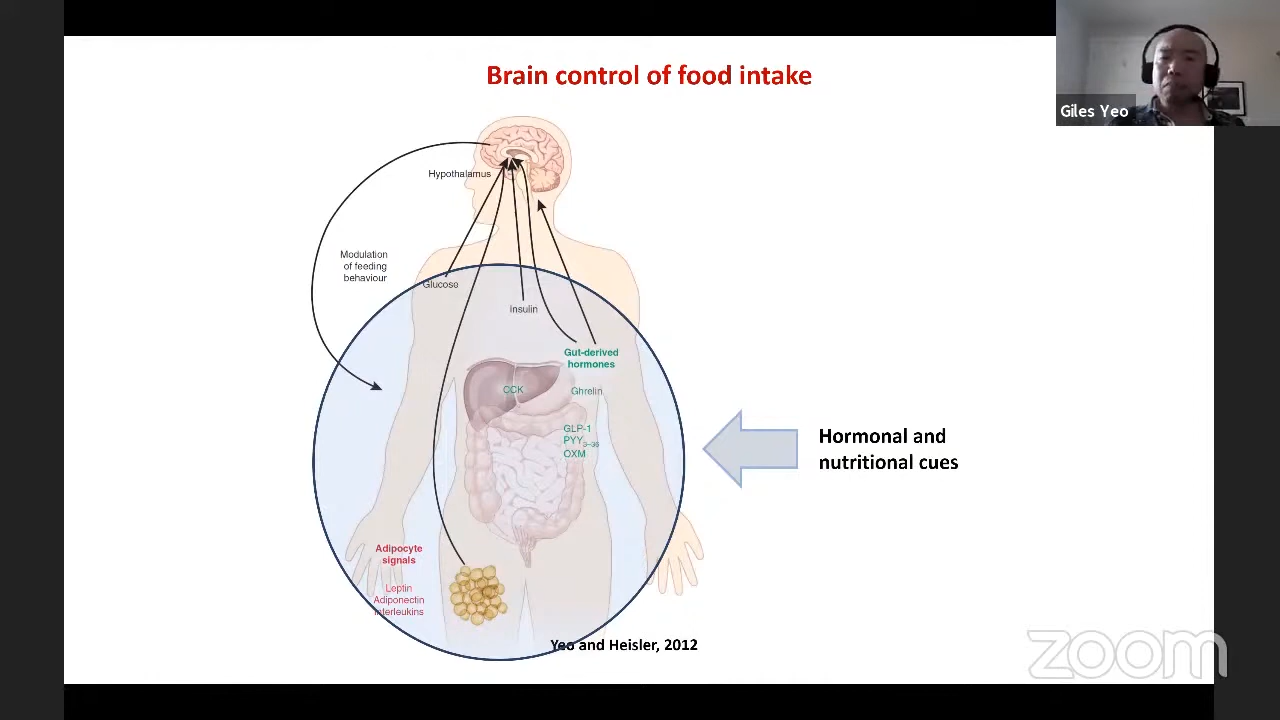 Brain control of food intake
Giles Yeo
Hypothalamus
Modulation
of feeding
behaviour
Glucose
Insulin
Gut-derived
hormones
CCK
Ghrelin
GLP-1
PYY3–36
OXM
Hormonal and
nutritional cues
Adipocyte
signals
Leptin
Adiponectin
interleukins
Yeo and Heisler, 2012
zoom